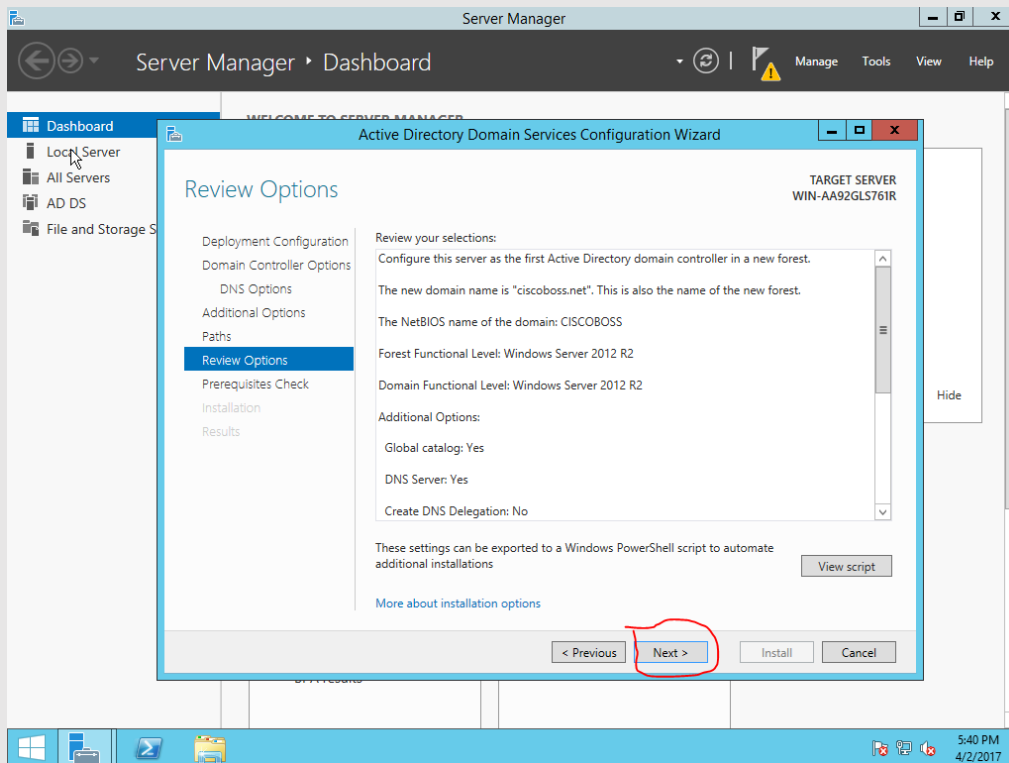 Server Manager
Server Manager • Dashboard
Manage Tools View Help
WELCOME TO SERVER MANAGER
Dashboard
Local Server
All Servers
AD DS
File and Storage S
Active Directory Domain Services Configuration Wizard
Review Options
TARGET SERVER
WIN-AA92GLS761R
Deployment Configuration
Domain Controller Options
DNS Options
Additional Options
Paths
Review Options
Prerequisites Check
Installation
Results
Review your selections:
Configure this server as the first Active Directory domain controller in a new forest.
The new domain name is "ciscoboss.net". This is also the name of the new forest.
The NetBIOS name of the domain: CISCOBOSS
Forest Functional Level: Windows Server 2012 R2
Domain Functional Level: Windows Server 2012 R2
Additional Options:
Global catalog: Yes
DNS Server: Yes
Create DNS Delegation: No
These settings can be exported to a Windows PowerShell script to automate
additional installations
View script
More about installation options
< Previous
Next >
Install
Cancel
Hide
BPA results
5:40 PM
4/2/2017